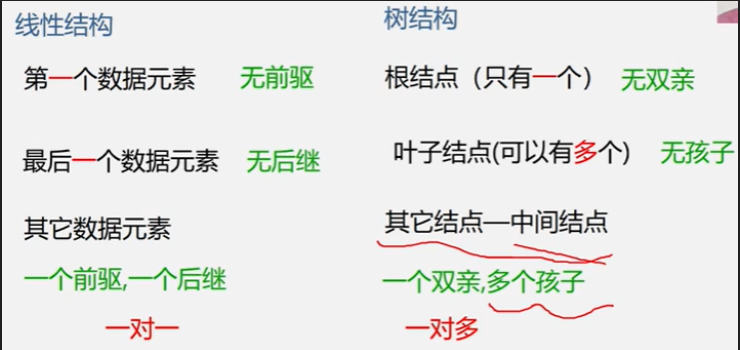 线性结构
第一个数据元素 无前驱
最后一个数据元素 无后继
其它数据元素
一个前驱,一个后继
一对一
树结构
根结点（只有一个） 无双亲
叶子结点(可以有多个) 无孩子
其它结点—中间结点
一个双亲,多个孩子
一对多